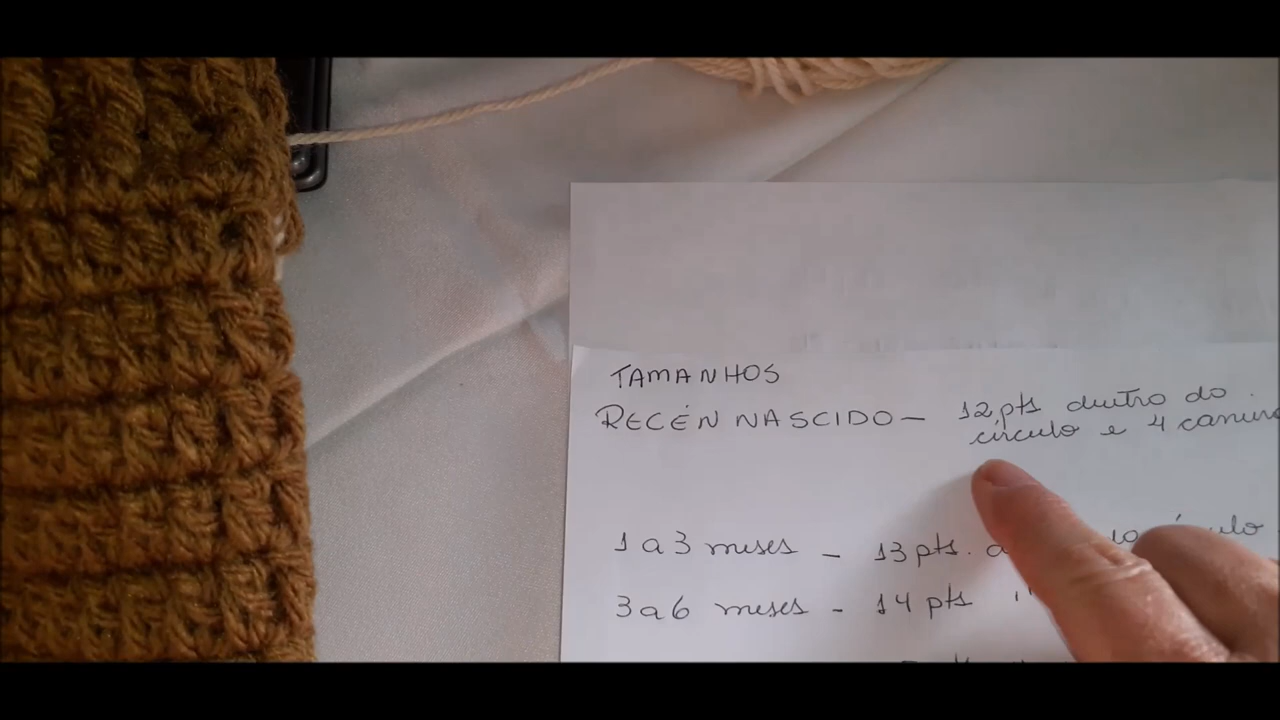 TAMANHOS
RECÉN NASCIDO — 12 pts dentro do
círculo e 4
1 a 3 meses - 13 pts.
3 a 6 meses - 14 pts "